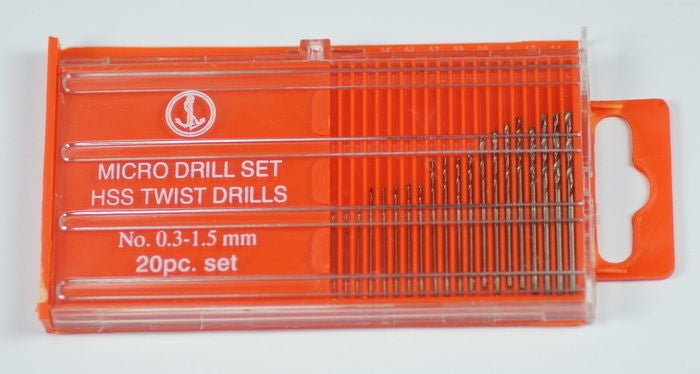 MICRO DRILL SET
HSS TWIST DRILLS
No. 0.3-1.5 mm
20pc. set